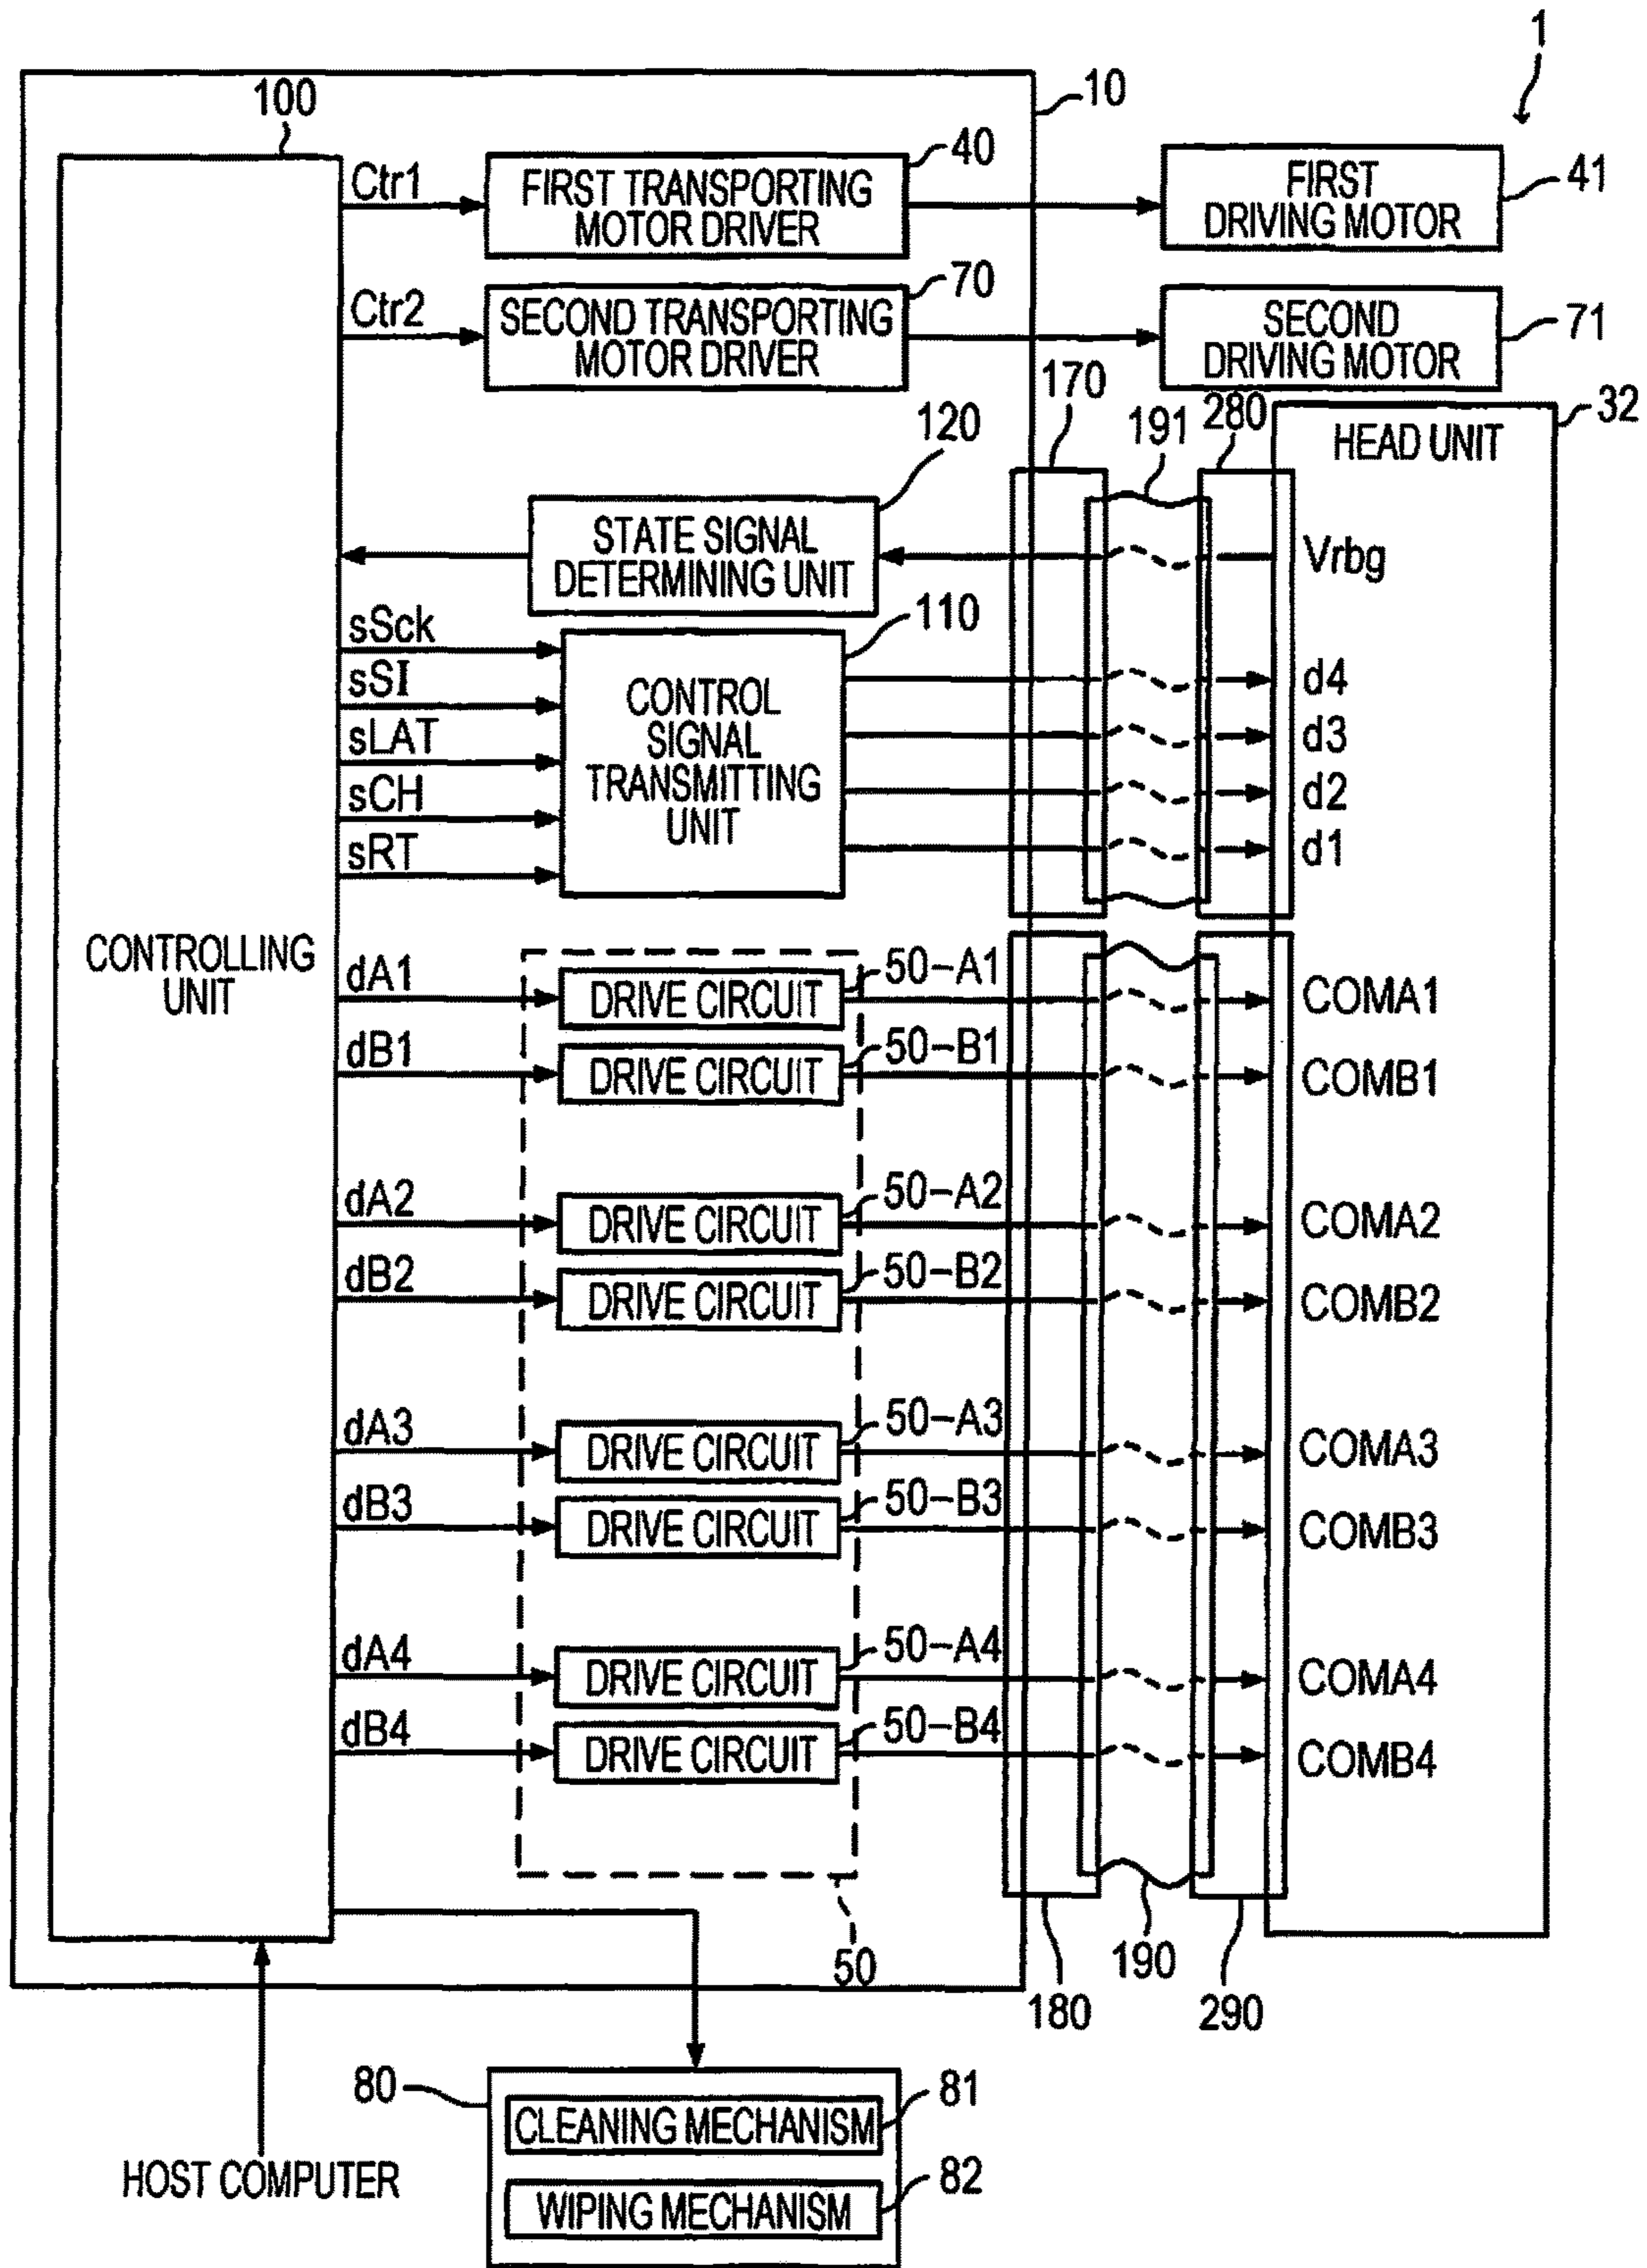 1
10
100
Ctr1
FIRST TRANSPORTING
MOTOR DRIVER
40
FIRST
DRIVING MOTOR
41
Ctr2
SECOND TRANSPORTING
MOTOR DRIVER
70
SECOND
DRIVING MOTOR
71
170
191
280
32
HEAD UNIT
120
STATE SIGNAL
DETERMINING UNIT
Vrbg
110
sSck
sSI
sLAT
sCH
sRT
CONTROL
SIGNAL
TRANSMITTING
UNIT
d4
d3
d2
d1
CONTROLLING
UNIT
dA1
DRIVE CIRCUIT
50-A1
COMA1
dB1
DRIVE CIRCUIT
50-B1
COMB1
dA2
DRIVE CIRCUIT
50-A2
COMA2
dB2
DRIVE CIRCUIT
50-B2
COMB2
dA3
DRIVE CIRCUIT
50-A3
COMA3
dB3
DRIVE CIRCUIT
50-B3
COMB3
dA4
DRIVE CIRCUIT
50-A4
COMA4
dB4
DRIVE CIRCUIT
50-B4
COMB4
50
180
190
290
HOST COMPUTER
80
CLEANING MECHANISM
81
WIPING MECHANISM
82